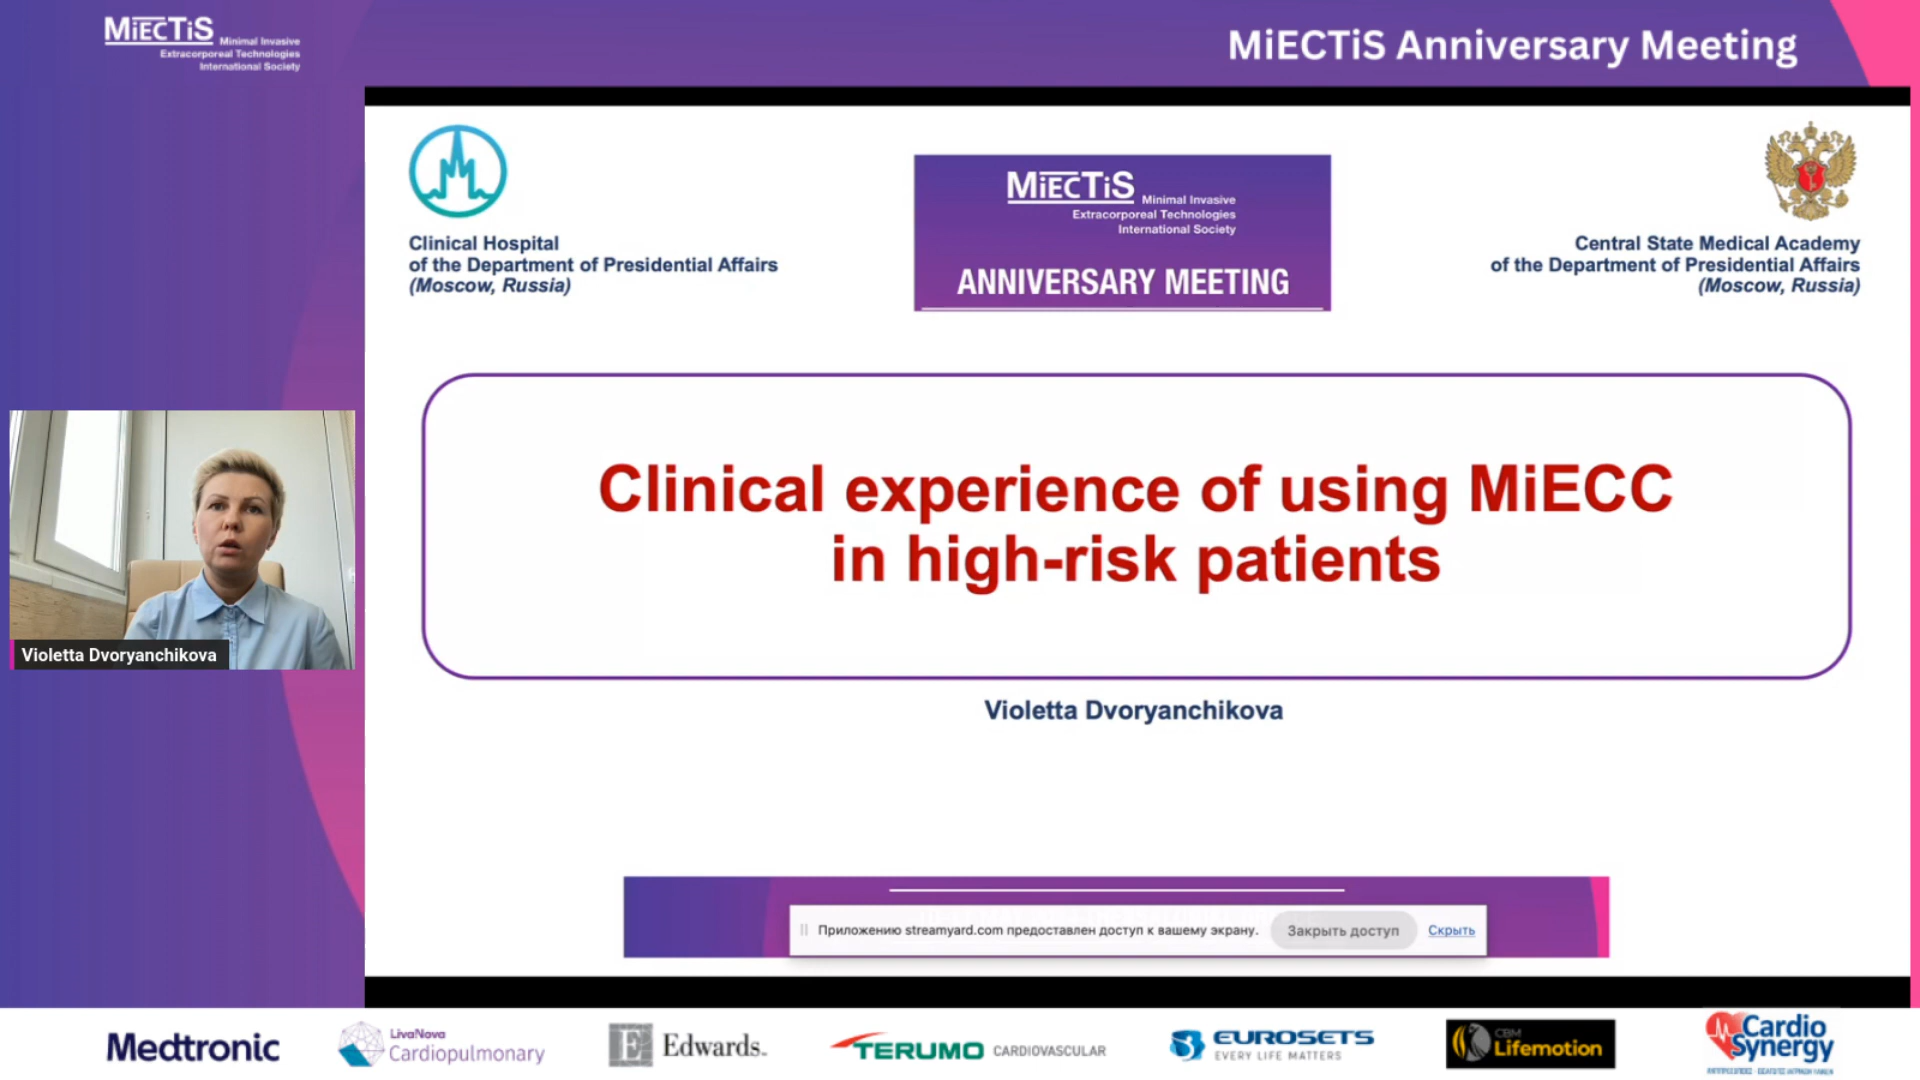 MiECTiS Minimal Invasive
Extracorporeal Technologies
International Society
MiECTiS Anniversary Meeting
Clinical Hospital
of the Department of Presidential Affairs
(Moscow, Russia)
MiECTiS Minimal Invasive
Extracorporeal Technologies
International Society
ANNIVERSARY MEETING
Central State Medical Academy
of the Department of Presidential Affairs
(Moscow, Russia)
Clinical experience of using MiECC
in high-risk patients
Violetta Dvoryanchikova
Violetta Dvoryanchikova
Приложению streamyard.com предоставлен доступ к вашему экрану. Закрыть доступ Скрыть
Medtronic
LivaNova
Cardiopulmonary
E Edwards
TERUMO CARDIOVASCULAR
EUROSETS
EVERY LIFE MATTERS
CBM
Lifemotion
Cardio
Synergy